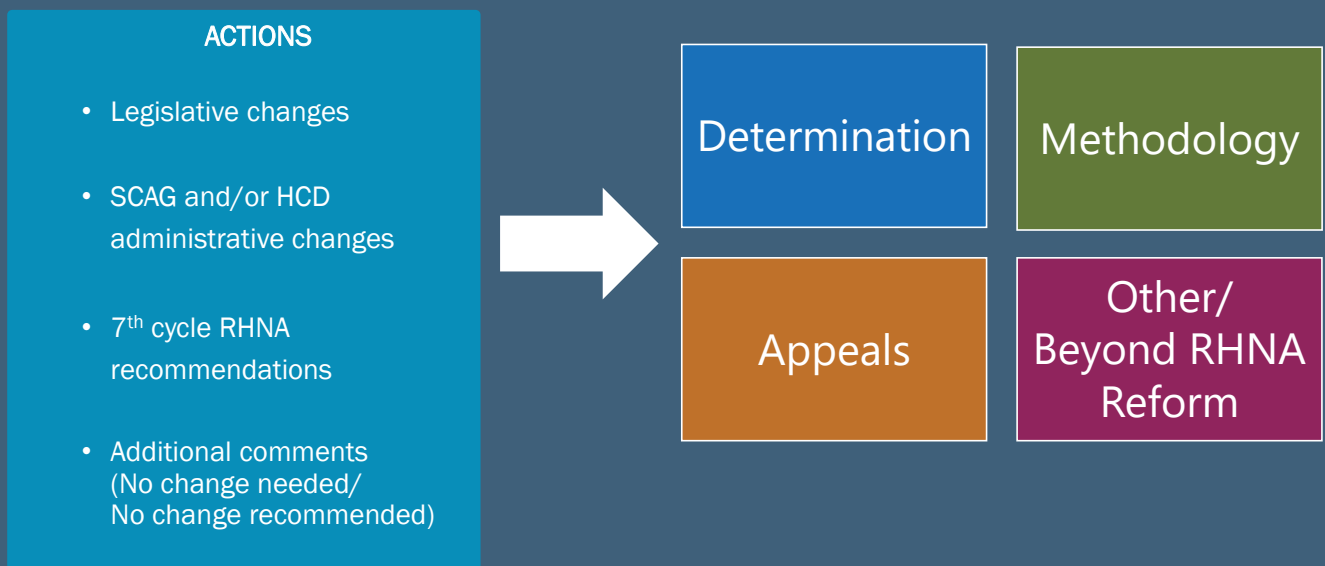 ACTIONS
• Legislative changes
• SCAG and/or HCD
administrative changes
• 7th cycle RHNA
recommendations
• Additional comments
(No change needed/
No change recommended)
Determination
Methodology
Appeals
Other/
Beyond RHNA
Reform